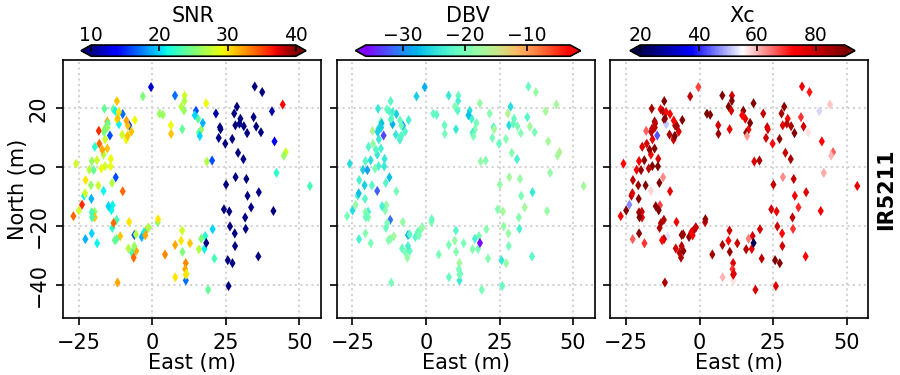 SNR DBV Xc
10 20 30 40 −30 −20 −10 20 40 60 80
North (m)
20
0
−20
−40
−25 0 25 50 −25 0 25 50 −25 0 25 50
East (m) East (m) East (m)
IR5211